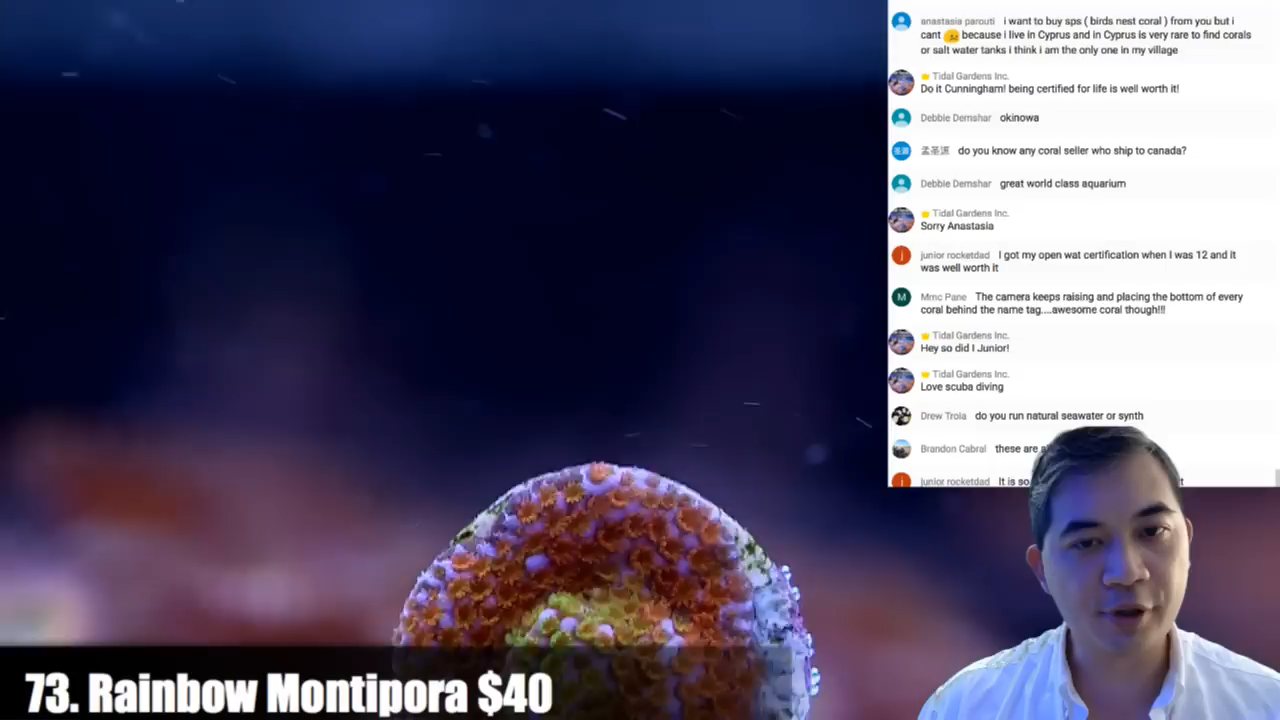 anastasia parouti i want to buy sps ( birds nest coral ) from you but i
cant because i live in Cyprus and in Cyprus is very rare to find corals
or salt water tanks i think i am the only one in my village
Tidal Gardens Inc.
Do it Cunningham! being certified for life is well worth it!
Debbie Demshar okinowa
孟圣源 do you know any coral seller who ship to canada?
Debbie Demshar great world class aquarium
Tidal Gardens Inc.
Sorry Anastasia
j
junior rocketdad I got my open wat certification when I was 12 and it
was well worth it
M
Mmc Pane The camera keeps raising and placing the bottom of every
coral behind the name tag....awesome coral though!!!
Tidal Gardens Inc.
Hey so did I Junior!
Tidal Gardens Inc.
Love scuba diving
Drew Troia do you run natural seawater or synth
Brandon Cabral these are
j
junior rocketdad It is
73. Rainbow Montipora $40